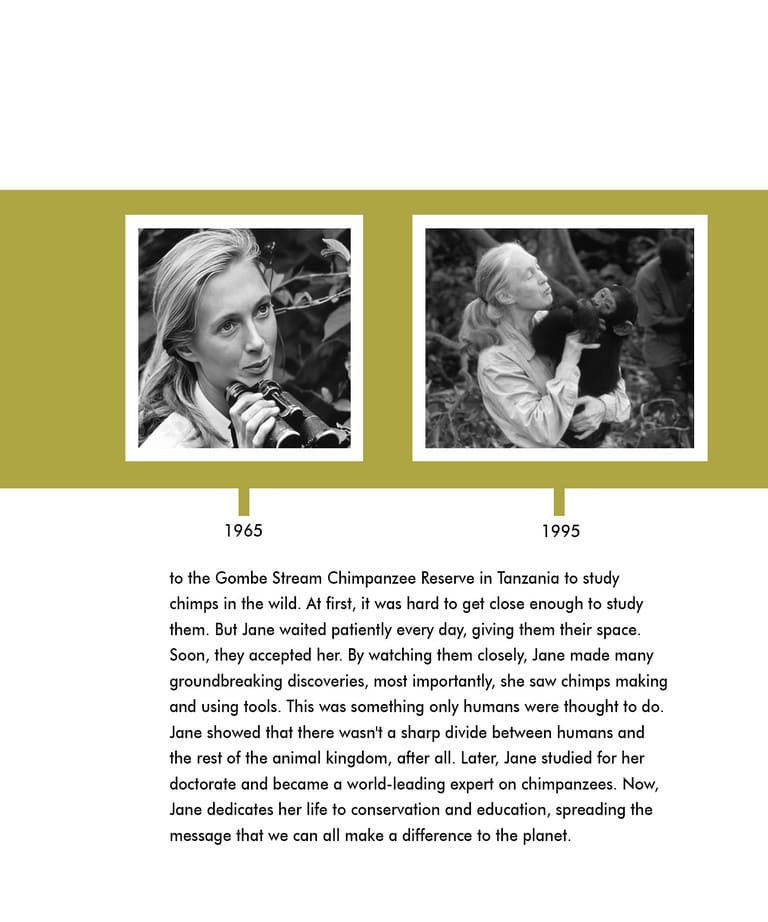 1965
1995
to the Gombe Stream Chimpanzee Reserve in Tanzania to study
chimps in the wild. At first, it was hard to get close enough to study
them. But Jane waited patiently every day, giving them their space.
Soon, they accepted her. By watching them closely, Jane made many
groundbreaking discoveries, most importantly, she saw chimps making
and using tools. This was something only humans were thought to do.
Jane showed that there wasn't a sharp divide between humans and
the rest of the animal kingdom, after all. Later, Jane studied for her
doctorate and became a world-leading expert on chimpanzees. Now,
Jane dedicates her life to conservation and education, spreading the
message that we can all make a difference to the planet.